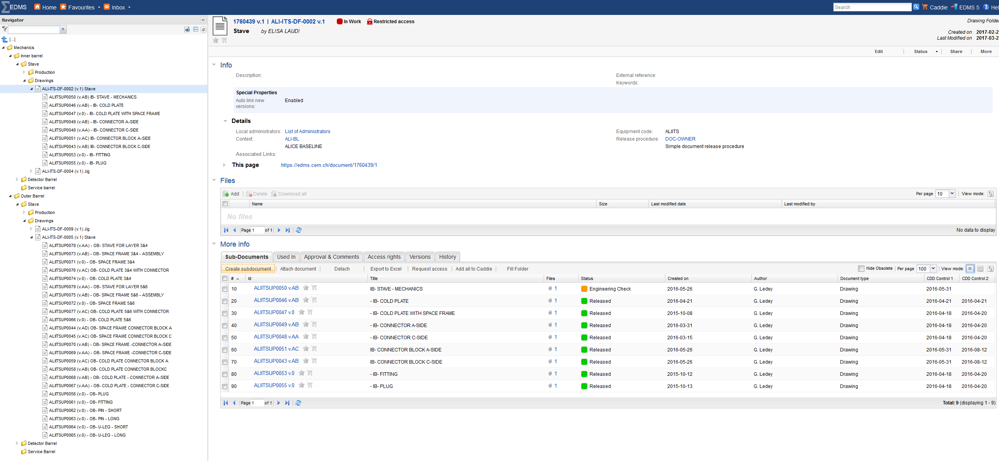 EDMS Home Favourites Inbox Search Caddie EDMS 5 Hel
Navigator
[...]
Mechanics
Inner barrel
Stave
Production
Drawings
ALI-ITS-DF-0002 (v.1) Stave
ALIITSUP0050 (v.AB) IB- STAVE - MECHANICS
ALIITSUP0046 (v.AB) - IB- COLD PLATE
ALIITSUP0047 (v.0) - IB- COLD PLATE WITH SPACE FRAME
ALIITSUP0049 (v.AB) - IB- CONNECTOR A-SIDE
ALIITSUP0048 (v.AA) - IB- CONNECTOR C-SIDE
ALIITSUP0051 (v.AC) IB- CONNECTOR BLOCK A-SIDE
ALIITSUP0043 (v.AB) IB- CONNECTOR BLOCK C-SIDE
ALIITSUP0053 (v.0) - IB- FITTING
ALIITSUP0055 (v.0) - IB- PLUG
ALI-ITS-DF-0004 (v.1) Jig
Detector Barrel
Service barrel
Outer Barrel
Stave
Production
Drawings
ALI-ITS-DF-0009 (v.1) Jig
ALI-ITS-DF-0005 (v.1) Stave
ALIITSUP0078 (v.AA) - OB- STAVE FOR LAYER 3&4
ALIITSUP0073 (v.AB) - OB- SPACE FRAME 3&4 - ASSEMBLY
ALIITSUP0071 (v.0) - OB- SPACE FRAME 3&4
ALIITSUP0076 (v.AC) OB- COLD PLATE 3&4 WITH CONNECTOR
ALIITSUP0074 (v.0) - OB- COLD PLATE 3&4
ALIITSUP0079 (v.AA) - OB- STAVE FOR LAYER 5&6
ALIITSUP0075 (v.AB) - OB- SPACE FRAME 5&6 - ASSEMBLY
ALIITSUP0072 (v.0) - OB- SPACE FRAME 5&6
ALIITSUP0077 (v.AC) OB- COLD PLATE 5&6 WITH CONNECTOR
ALIITSUP0066 (v.0) - OB- COLD PLATE 5&6
ALIITSUP0044 (v.AD) OB- SPACE FRAME CONNECTOR BLOCK A
ALIITSUP0045 (v.AC) OB- SPACE FRAME CONNECTOR BLOCK C
ALIITSUP0070 (v.AB) - OB- SPACE FRAME -CONNECTOR A-SIDE
ALIITSUP0069 (v.AA) - OB- SPACE FRAME -CONNECTOR C-SIDE
ALIITSUP0059 (v.AC) OB- COLD PLATE CONNECTOR BLOCK A
ALIITSUP0058 (v.AB) OB- COLD PLATE CONNECTOR BLOCKC
ALIITSUP0068 (v.AB) - OB- COLD PLATE - CONNECTOR A-SIDE
ALIITSUP0067 (v.AA) - OB- COLD PLATE - CONNECTOR C-SIDE
ALIITSUP0056 (v.0) - OB- PLUG
ALIITSUP0061 (v.0) - OB- FITTING
ALIITSUP0062 (v.0) - OB- PIN - SHORT
ALIITSUP0063 (v.0) - OB- PIN - LONG
ALIITSUP0064 (v.0) - OB- U-LEG - SHORT
ALIITSUP0065 (v.0) - OB- U-LEG - LONG
Detector Barrel
Service Barrel
1760439 v.1 | ALI-ITS-DF-0002 v.1 In Work Restricted access Drawing Folder
Stave by ELISA LAUDI
Created on 2017-02-2
Last Modified on 2017-03-2
Edit | Status | Share | More
Info
Description: External reference:
Keywords:
Special Properties
Auto link new versions: Enabled
Details
Local administrators: List of Administrators Equipment code: ALIITS
Context: ALI-BL Release procedure: DOC-OWNER
ALICE BASELINE Simple document release procedure
Associated Links:
This page https://edms.cern.ch/document/1760439/1
Files
Add | Delete Download all Per page 10 | View mode:
Name Size Last modified date Last modified by
No files
Page 1 of 1 No data to display
More info
Sub-Documents Used In Approval & Comments Access rights Versions History
Create subdocument | Attach document | Detach | Export to Excel | Request access | Add all to Caddie | Fill Folder Hide Obsolete | Per page 100 | View mode:
# Id Title Files Status Created on Author Document type CDD Control 1 CDD Control 2
10 ALIITSUP0050 v.AB IB- STAVE - MECHANICS 1 Engineering Check 2016-05-26 G. Ledey Drawing 2016-05-31
20 ALIITSUP0046 v.AB - IB- COLD PLATE 1 Released 2016-04-21 G. Ledey Drawing 2016-04-21 2016-04-21
30 ALIITSUP0047 v.0 - IB- COLD PLATE WITH SPACE FRAME 1 Released 2015-10-08 G. Ledey Drawing 2016-04-18 2016-04-20
40 ALIITSUP0049 v.AB - IB- CONNECTOR A-SIDE 1 Released 2016-03-31 G. Ledey Drawing 2016-04-18 2016-04-20
50 ALIITSUP0048 v.AA - IB- CONNECTOR C-SIDE 1 Released 2016-03-15 G. Ledey Drawing 2016-04-18 2016-04-20
60 ALIITSUP0051 v.AC IB- CONNECTOR BLOCK A-SIDE 1 Released 2016-05-26 G. Ledey Drawing 2016-05-31 2016-08-12
70 ALIITSUP0043 v.AB IB- CONNECTOR BLOCK C-SIDE 1 Released 2016-05-26 G. Ledey Drawing 2016-05-31 2016-08-12
80 ALIITSUP0053 v.0 - IB- FITTING 1 Released 2015-10-12 G. Ledey Drawing 2016-04-18 2016-04-20
90 ALIITSUP0055 v.0 - IB- PLUG 1 Released 2015-10-13 G. Ledey Drawing 2016-04-18 2016-04-20
Page 1 of 1 Total: 9 (displaying 1 - 9)